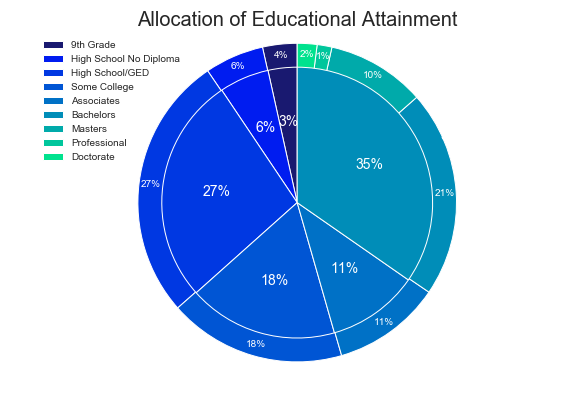 Allocation of Educational Attainment
9th Grade
High School No Diploma
High School/GED
Some College
Associates
Bachelors
Masters
Professional
Doctorate
4%
2%
1%
6%
10%
3%
6%
35%
27%
27%
21%
11%
18%
11%
18%